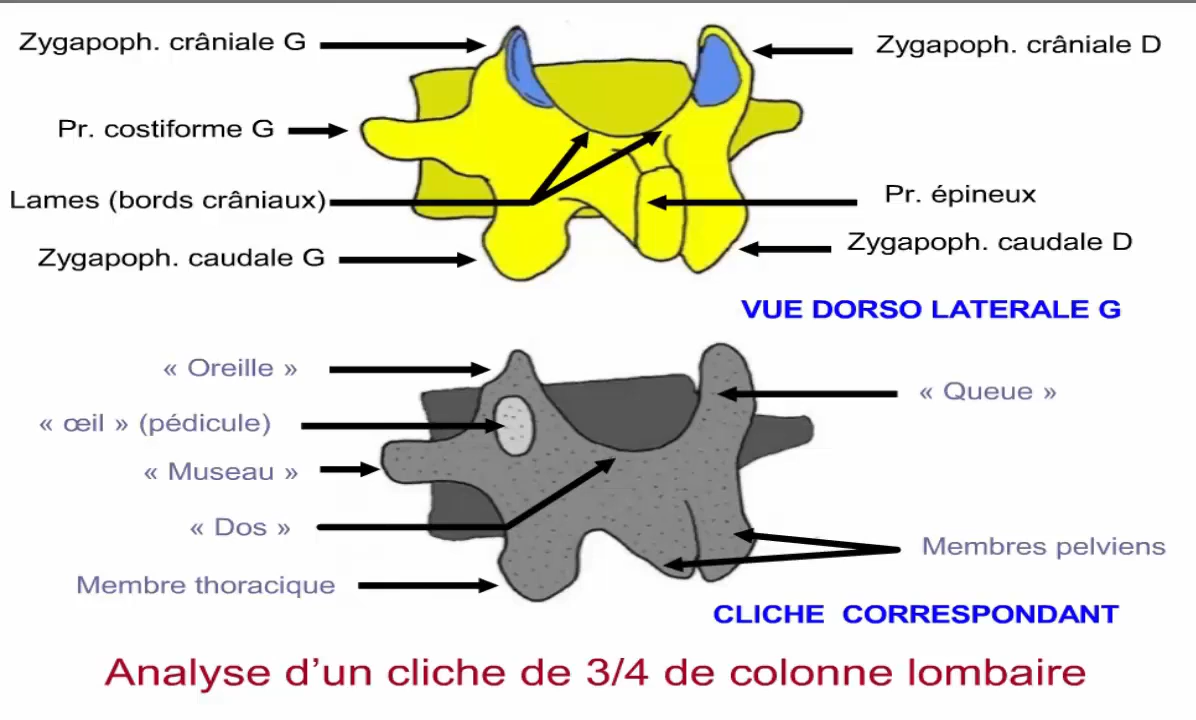 Zygapoph. crâniale G
Zygapoph. crâniale D
Pr. costiforme G
Lames (bords crâniaux)
Pr. épineux
Zygapoph. caudale G
Zygapoph. caudale D
VUE DORSO LATERALE G
« Oreille »
« Queue »
« œil » (pédicule)
« Museau »
« Dos »
Membres pelviens
Membre thoracique
CLICHE CORRESPONDANT
Analyse d’un cliche de 3/4 de colonne lombaire